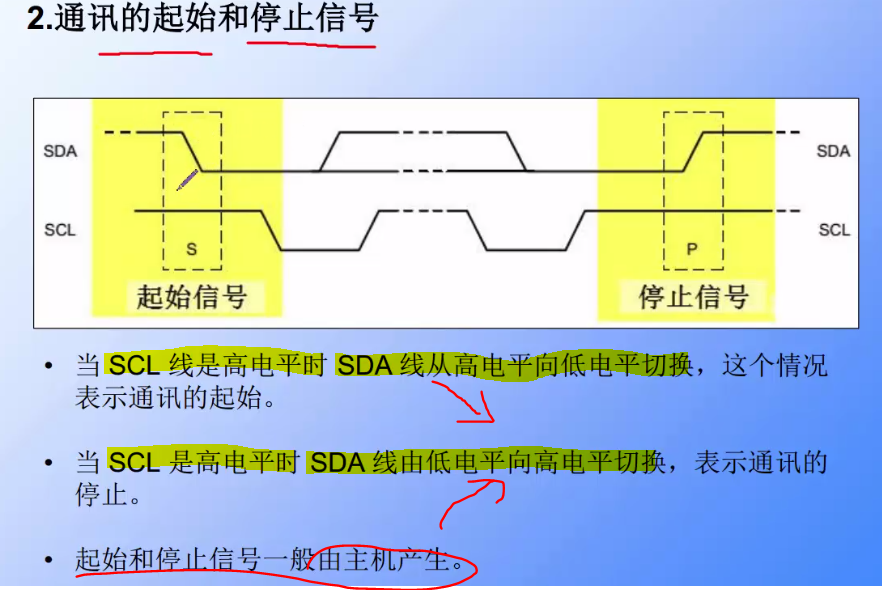 2.通讯的起始和停止信号
SDA
SDA
SCL
SCL
S
P
起始信号
停止信号
• 当 SCL 线是高电平时 SDA 线从高电平向低电平切换，这个情况
表示通讯的起始。
• 当 SCL 是高电平时 SDA 线由低电平向高电平切换，表示通讯的
停止。
• 起始和停止信号一般由主机产生。